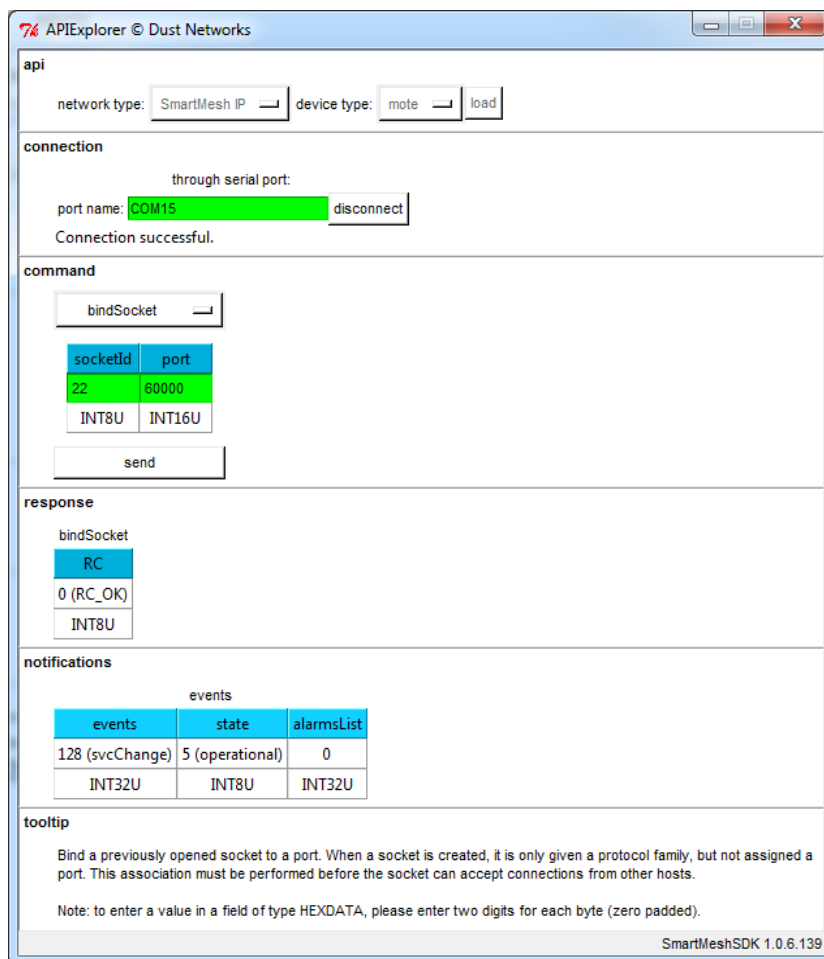 APIExplorer © Dust Networks
api
network type: SmartMesh IP device type: mote load
connection
through serial port:
port name: COM15 disconnect
Connection successful.
command
bindSocket
socketId port
22 60000
INT8U INT16U
send
response
bindSocket
RC
0 (RC_OK)
INT8U
notifications
events
events state alarmsList
128 (svcChange) 5 (operational) 0
INT32U INT8U INT32U
tooltip
Bind a previously opened socket to a port. When a socket is created, it is only given a protocol family, but not assigned a
port. This association must be performed before the socket can accept connections from other hosts.
Note: to enter a value in a field of type HEXDATA, please enter two digits for each byte (zero padded).
SmartMeshSDK 1.0.6.139